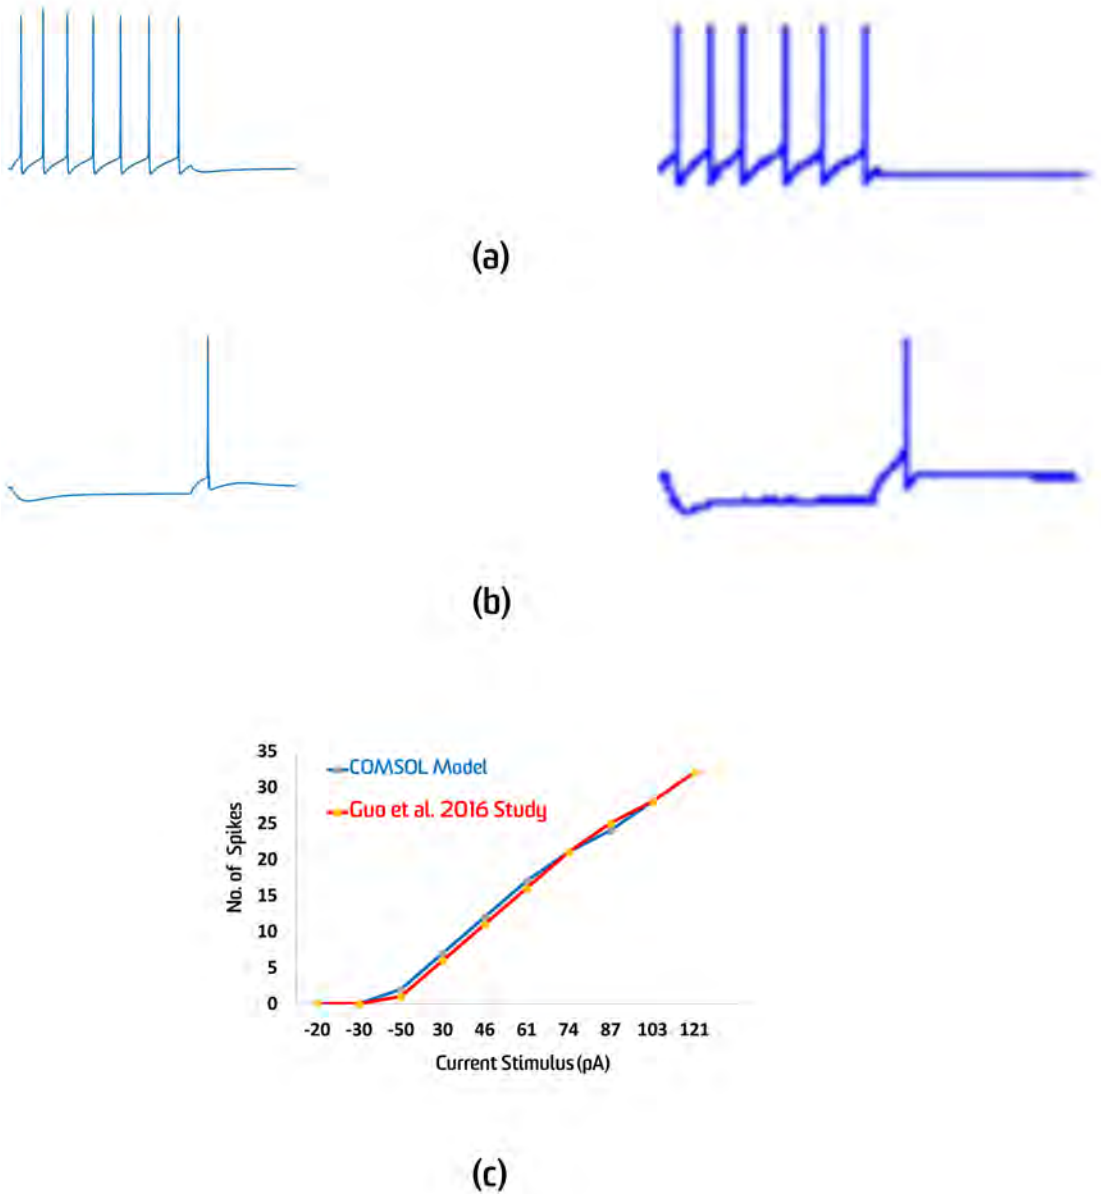 (a)
(b)
35
30
25
20
15
10
5
0
No. of Spikes
COMSOL Model
Guo et al. 2016 Study
-20 -30 -50 30 46 61 74 87 103 121
Current Stimulus (pA)
(c)